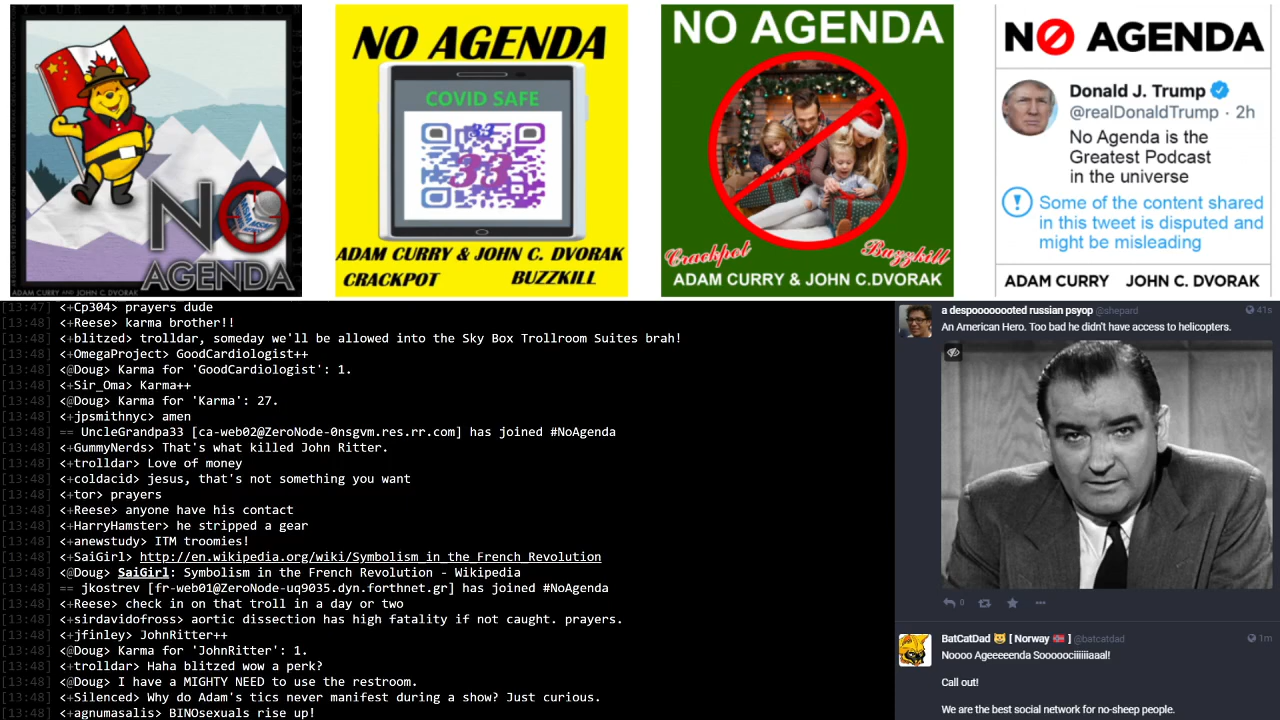 YOUR GITMO NATION
NO
AGENDA
ADAM CURRY AND JOHN C. DVORAK
NO AGENDA
COVID SAFE
33
ADAM CURRY & JOHN C. DVORAK
CRACKPOT BUZZKILL
NO AGENDA
Crackpot Buzzkill
ADAM CURRY & JOHN C.DVORAK
NO AGENDA
Donald J. Trump
@realDonaldTrump · 2h
No Agenda is the
Greatest Podcast
in the universe
Some of the content shared
in this tweet is disputed and
might be misleading
ADAM CURRY JOHN C. DVORAK
[13:47] <+Cp304> prayers dude
[13:48] <+Reese> karma brother!!
[13:48] <+blitzed> trolldar, someday we'll be allowed into the Sky Box Trollroom Suites brah!
[13:48] <+OmegaProject> GoodCardiologist++
[13:48] <@Doug> Karma for 'GoodCardiologist': 1.
[13:48] <+Sir_Oma> Karma++
[13:48] <@Doug> Karma for 'Karma': 27.
[13:48] <+jpsmithnyc> amen
[13:48] == UncleGrandpa33 [ca-web02@ZeroNode-0nsgvm.res.rr.com] has joined #NoAgenda
[13:48] <+GummyNerds> That's what killed John Ritter.
[13:48] <+trolldar> Love of money
[13:48] <+coldacid> jesus, that's not something you want
[13:48] <+tor> prayers
[13:48] <+Reese> anyone have his contact
[13:48] <+HarryHamster> he stripped a gear
[13:48] <+anewstudy> ITM troomies!
[13:48] <+SaiGirl> http://en.wikipedia.org/wiki/Symbolism_in_the_French_Revolution
[13:48] <@Doug> SaiGirl: Symbolism in the French Revolution - Wikipedia
[13:48] == jkostrev [fr-web01@ZeroNode-uq9035.dyn.forthnet.gr] has joined #NoAgenda
[13:48] <+Reese> check in on that troll in a day or two
[13:48] <+sirdavidofross> aortic dissection has high fatality if not caught. prayers.
[13:48] <+jfinley> JohnRitter++
[13:48] <@Doug> Karma for 'JohnRitter': 1.
[13:48] <+trolldar> Haha blitzed wow a perk?
[13:48] <@Doug> I have a MIGHTY NEED to use the restroom.
[13:48] <+Silenced> Why do Adam's tics never manifest during a show? Just curious.
[13:48] <+agnumasalis> BINOsexuals rise up!
a despoooooooted russian psyop @shepard 41s
An American Hero. Too bad he didn't have access to helicopters.
0
BatCatDad [ Norway ] @batcatdad 1m
Noooo Ageeeeenda Sooooociiiiiiiaaal!
Call out!
We are the best social network for no-sheep people.